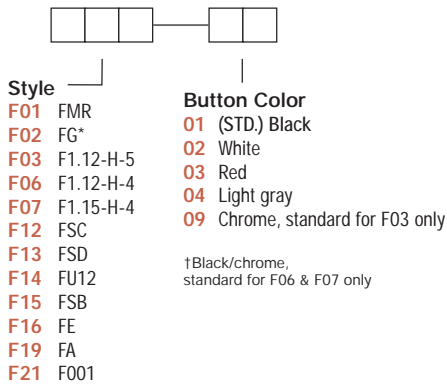 Style
F01 FMR
F02 FG*
F03 F1.12-H-5
F06 F1.12-H-4
F07 F1.15-H-4
F12 FSC
F13 FSD
F14 FU12
F15 FSB
F16 FE
F19 FA
F21 F001
Button Color
01 (STD.) Black
02 White
03 Red
04 Light gray
09 Chrome, standard for F03 only
†Black/chrome,
standard for F06 & F07 only